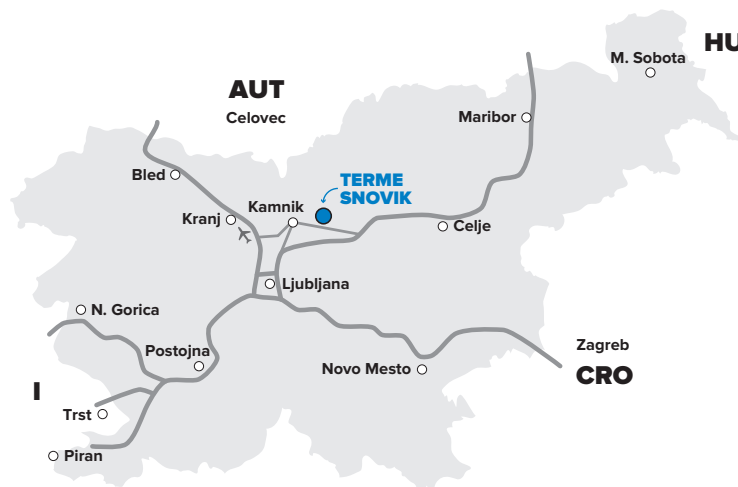 HU
M. Sobota
AUT
Celovec
Maribor
Bled
TERME
SNOVIK
Kamnik
Kranj
Celje
Ljubljana
N. Gorica
Postojna
Zagreb
Novo Mesto
CRO
I
Trst
Piran